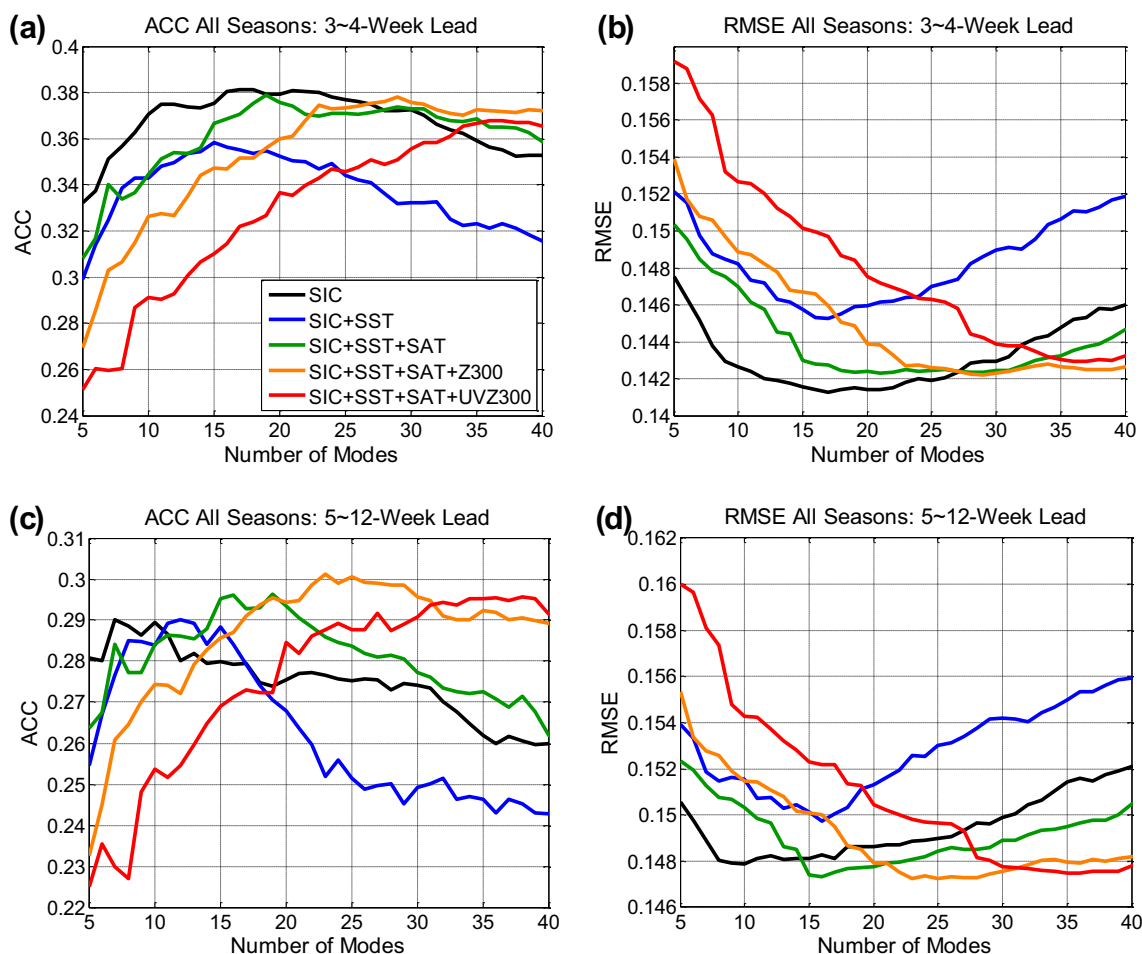 (a)
ACC All Seasons: 3~4-Week Lead
0.4
0.38
0.36
0.34
0.32
0.3
0.28
0.26
0.24
ACC
5 10 15 20 25 30 35 40
Number of Modes
SIC
SIC+SST
SIC+SST+SAT
SIC+SST+SAT+Z300
SIC+SST+SAT+UVZ300
(b)
RMSE All Seasons: 3~4-Week Lead
0.158
0.156
0.154
0.152
0.15
0.148
0.146
0.144
0.142
0.14
RMSE
5 10 15 20 25 30 35 40
Number of Modes
(c)
ACC All Seasons: 5~12-Week Lead
0.31
0.3
0.29
0.28
0.27
0.26
0.25
0.24
0.23
0.22
ACC
5 10 15 20 25 30 35 40
Number of Modes
(d)
RMSE All Seasons: 5~12-Week Lead
0.162
0.16
0.158
0.156
0.154
0.152
0.15
0.148
0.146
RMSE
5 10 15 20 25 30 35 40
Number of Modes